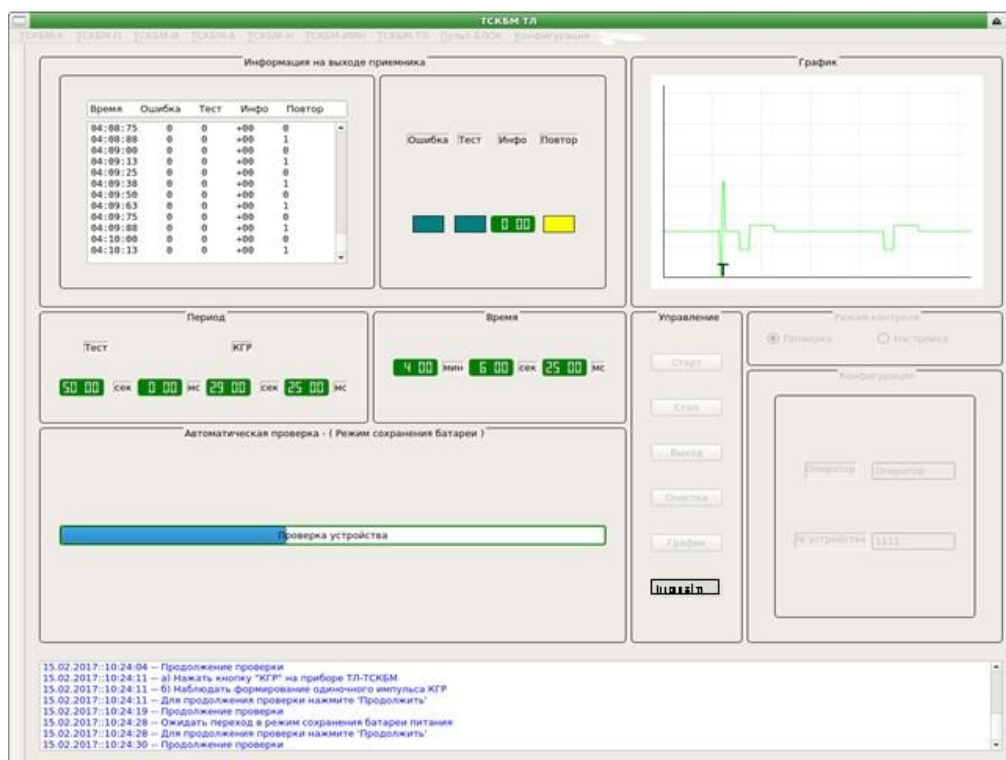 ТСКБМ ТЛ
ТСКБМ-К ТСКБМ-П ТСКБМ-И ТСКБМ-А ТСКБМ-Н ТСКБМ-ИМН ТСКБМ-ТЛ Пульт-БЛОК Конфигурация
Информация на выходе приемника
Время Ошибка Тест Инфо Повтор
04:08:75 0 0 +00 0
04:08:88 0 0 +00 1
04:09:00 0 0 +00 0
04:09:13 0 0 +00 1
04:09:25 0 0 +00 0
04:09:38 0 0 +00 1
04:09:50 0 0 +00 0
04:09:63 0 0 +00 1
04:09:75 0 0 +00 0
04:09:88 0 0 +00 1
04:10:00 0 0 +00 0
04:10:13 0 0 +00 1
Ошибка Тест Инфо Повтор
0 00
График
Т
Период
Тест КГР
50 00 сек 0 00 мс 29 00 сек 25 00 мс
Время
4 00 мин 6 00 сек 25 00 мс
Автоматическая проверка - ( Режим сохранения батареи )
Проверка устройства
Управление
Старт
Стоп
Выход
Очистка
График
Режим контроля
Проверка Настройка
Конфигурация
Оператор Оператор
№ устройства 1111
15.02.2017::10:24:04 -- Продолжение проверки
15.02.2017::10:24:11 -- а) Нажать кнопку "КГР" на приборе ТЛ-ТСКБМ
15.02.2017::10:24:11 -- б) Наблюдать формирование одиночного импульса КГР
15.02.2017::10:24:11 -- Для продолжения проверки нажмите 'Продолжить'
15.02.2017::10:24:19 -- Продолжение проверки
15.02.2017::10:24:28 -- Ожидать переход в режим сохранения батареи питания
15.02.2017::10:24:28 -- Для продолжения проверки нажмите 'Продолжить'
15.02.2017::10:24:30 -- Продолжение проверки